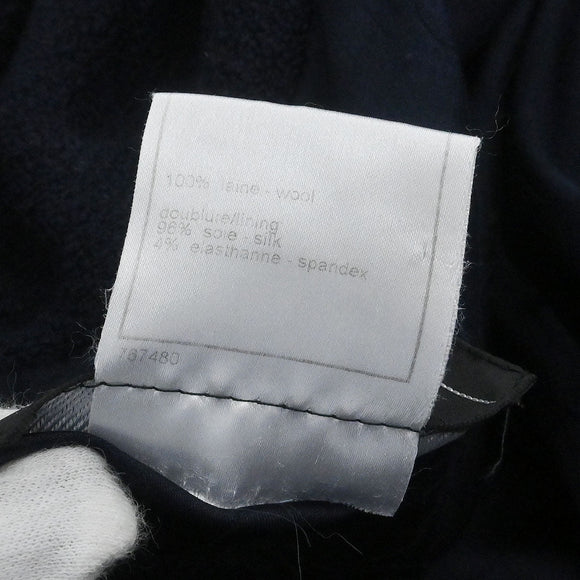 100% laine - wool
doublure/lining
96% soie - silk
4% elasthanne - spandex
767480